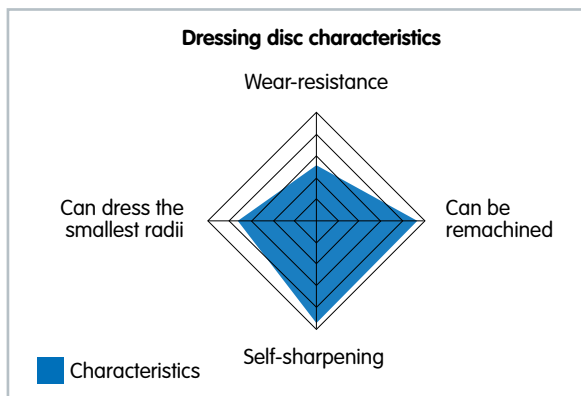 Dressing disc characteristics
Wear-resistance
Can dress the
smallest radii
Can be
remachined
Self-sharpening
Characteristics